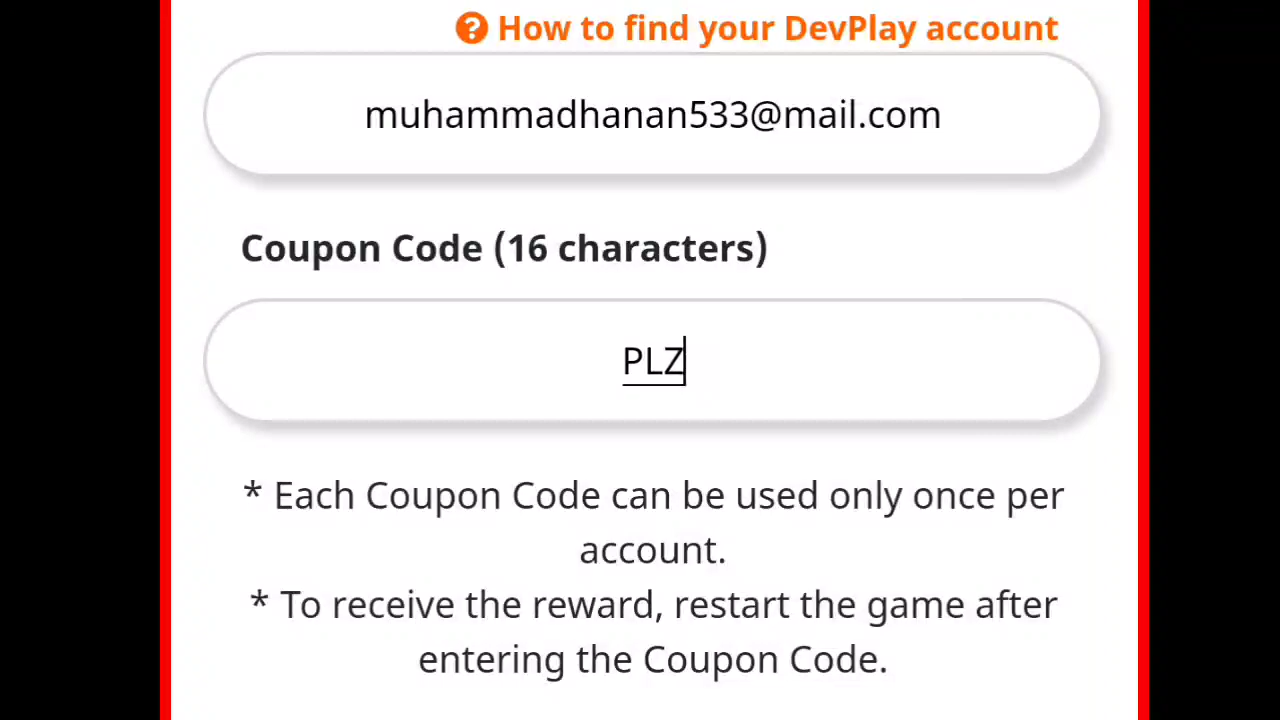 How to find your DevPlay account
muhammadhanan533@mail.com
Coupon Code (16 characters)
PLZ
* Each Coupon Code can be used only once per
account.
* To receive the reward, restart the game after
entering the Coupon Code.